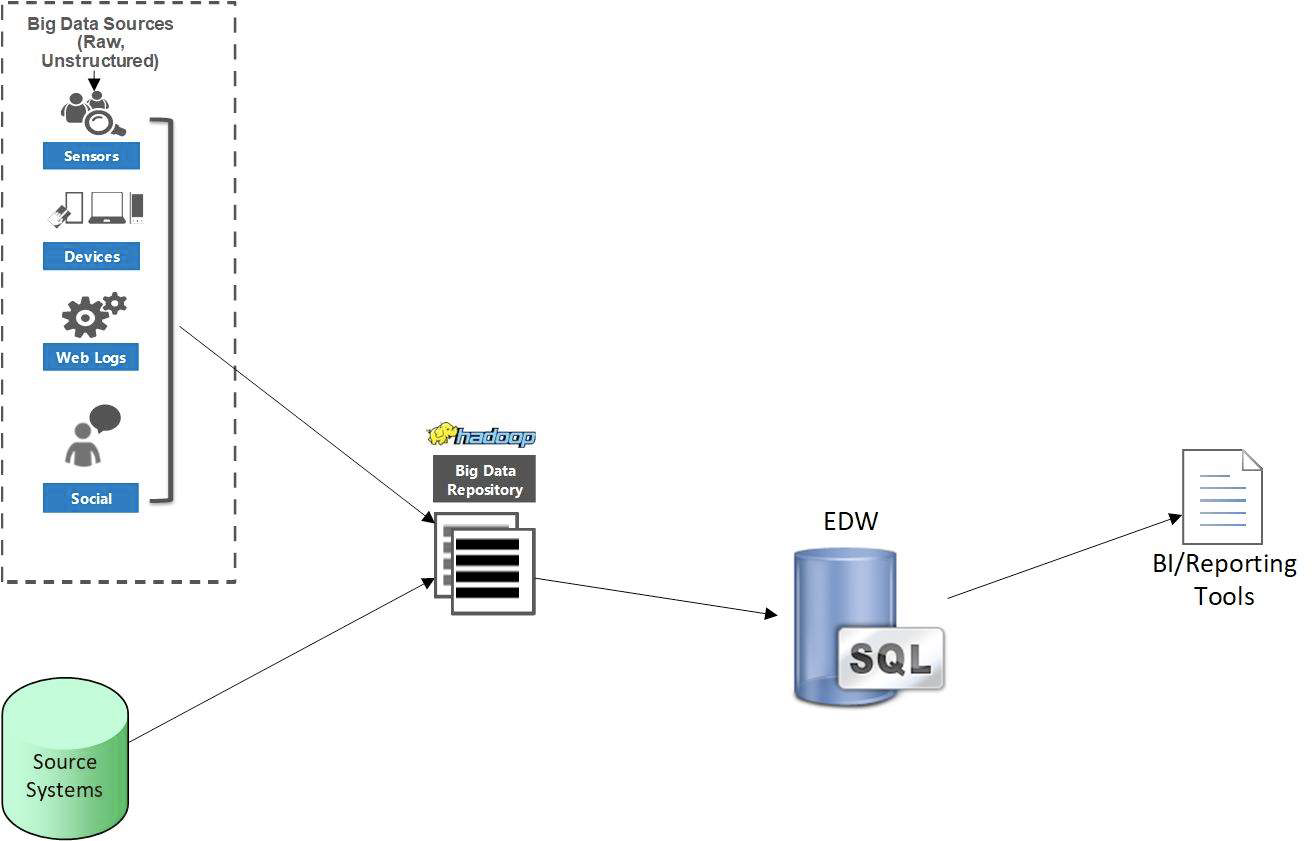 Big Data Sources
(Raw,
Unstructured)
Sensors
Devices
Web Logs
Social
hadoop
Big Data
Repository
EDW
SQL
BI/Reporting
Tools
Source
Systems